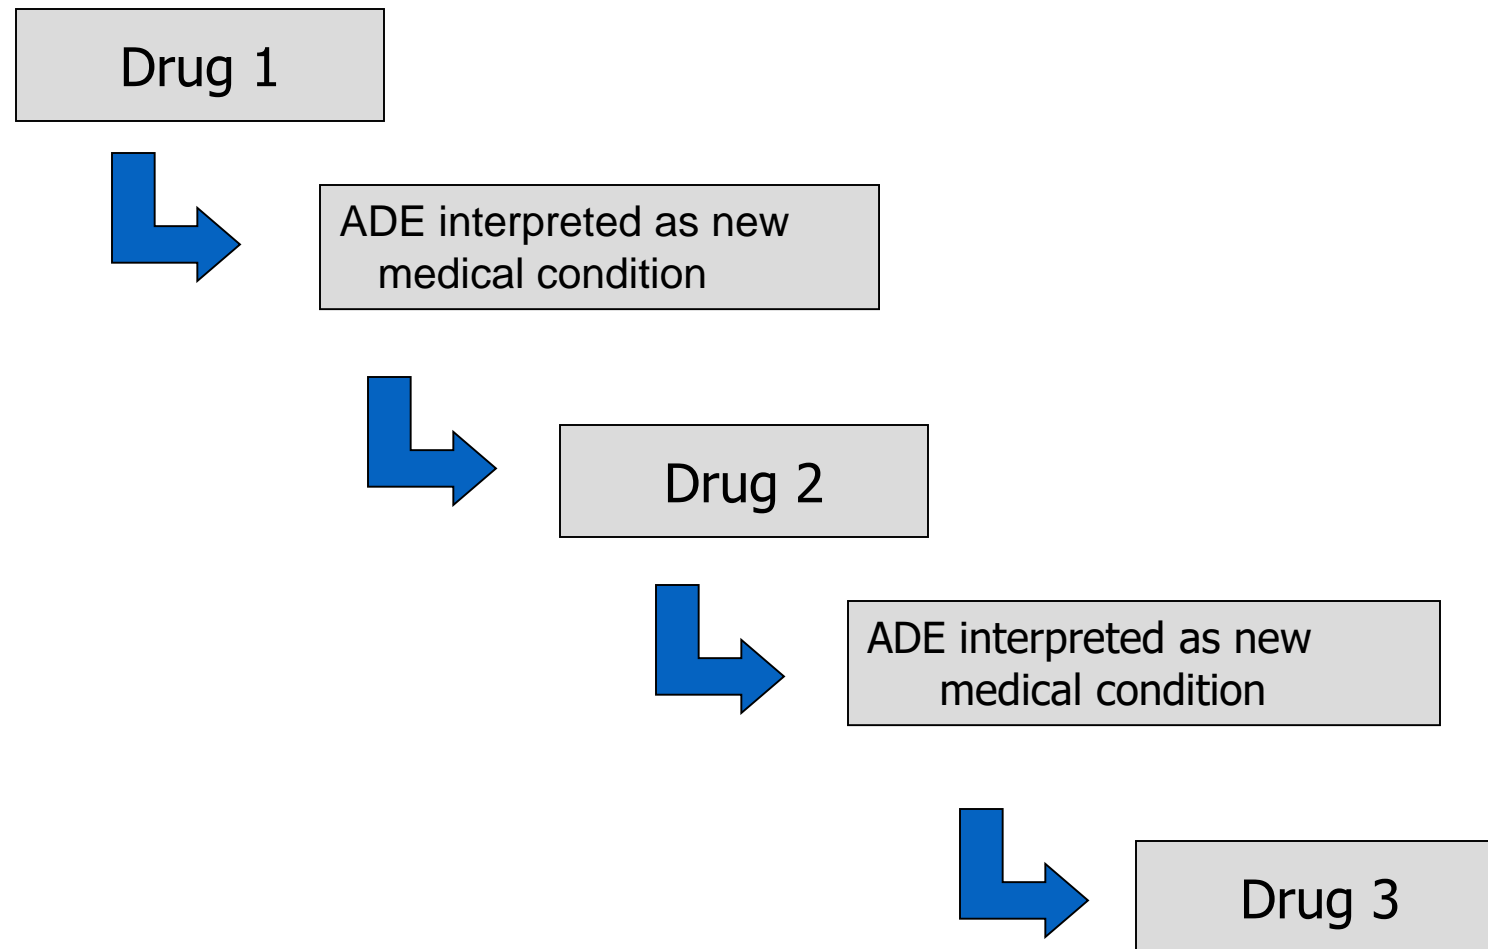 Drug 1
ADE interpreted as new
medical condition
Drug 2
ADE interpreted as new
medical condition
Drug 3